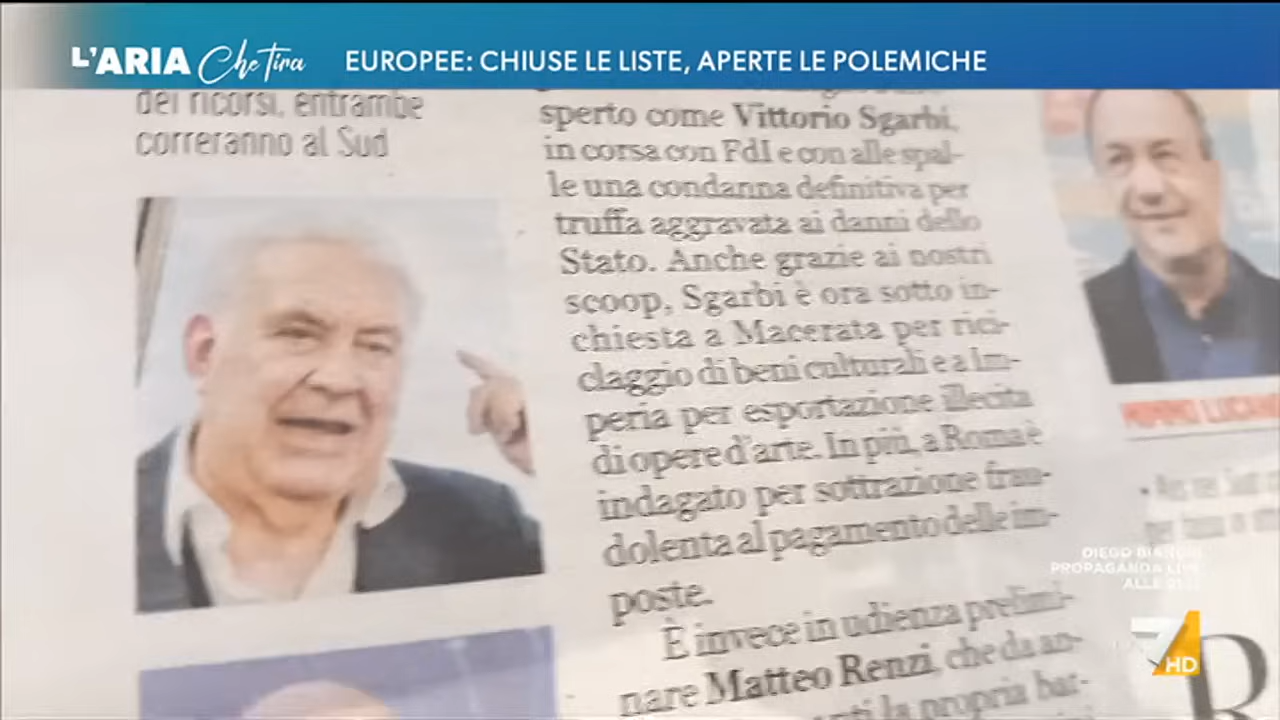 L'ARIA Che tira
EUROPEE: CHIUSE LE LISTE, APERTE LE POLEMICHE
dei ricorsi, entrambe
correranno al Sud
sperto come Vittorio Sgarbi,
in corsa con FdI e con alle spal-
le una condanna definitiva per
truffa aggravata ai danni dello
Stato. Anche grazie ai nostri
scoop, Sgarbi è ora sotto in-
chiesta a Macerata per rici-
claggio di beni culturali e a Im-
peria per esportazione illecita
di opere d'arte. In più, a Roma è
indagato per sottrazione frau-
dolenta al pagamento delle im-
poste.
È invece in udienza prelimi-
nare Matteo Renzi, che da an-
la propria
DIEGO BIANCHI
PROPAGANDA LIVE
ALLE
7 HD
R